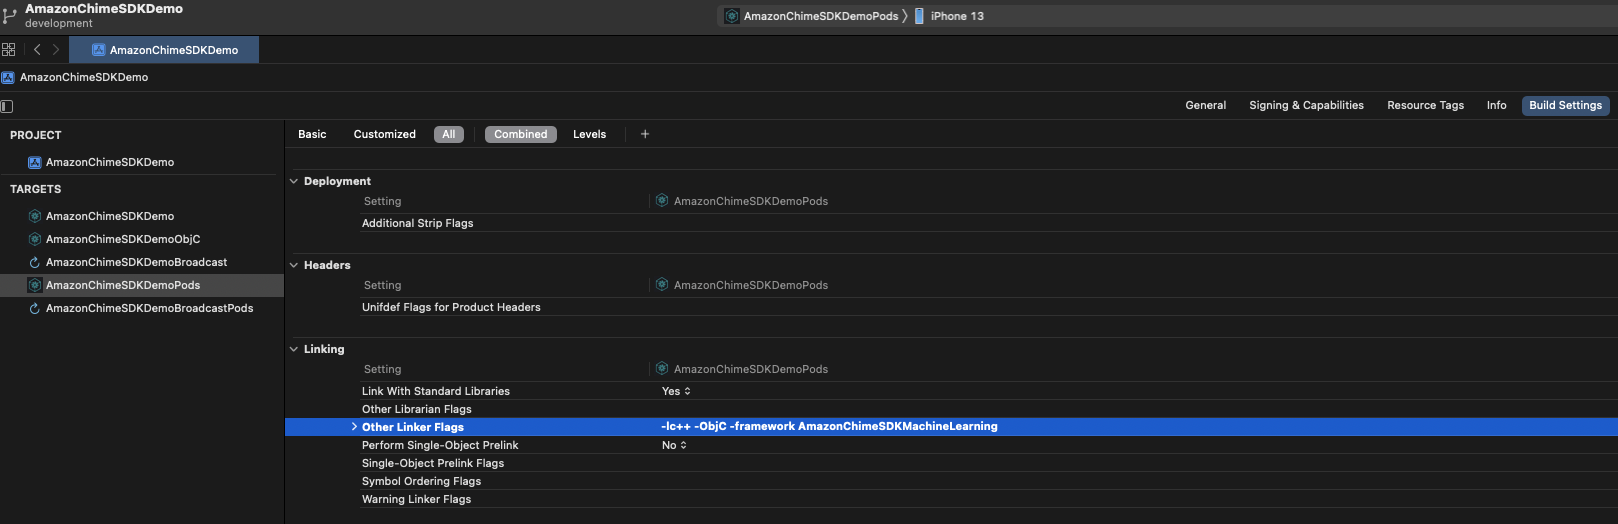 AmazonChimeSDKDemo
development
AmazonChimeSDKDemoPods
iPhone 13
AmazonChimeSDKDemo
AmazonChimeSDKDemo
General Signing & Capabilities Resource Tags Info Build Settings
PROJECT
AmazonChimeSDKDemo
TARGETS
AmazonChimeSDKDemo
AmazonChimeSDKDemoObjC
AmazonChimeSDKDemoBroadcast
AmazonChimeSDKDemoPods
AmazonChimeSDKDemoBroadcastPods
Basic Customized All Combined Levels +
Deployment
Setting AmazonChimeSDKDemoPods
Additional Strip Flags
Headers
Setting AmazonChimeSDKDemoPods
Unifdef Flags for Product Headers
Linking
Setting AmazonChimeSDKDemoPods
Link With Standard Libraries Yes
Other Librarian Flags
Other Linker Flags -lc++ -ObjC -framework AmazonChimeSDKMachineLearning
Perform Single-Object Prelink No
Single-Object Prelink Flags
Symbol Ordering Flags
Warning Linker Flags